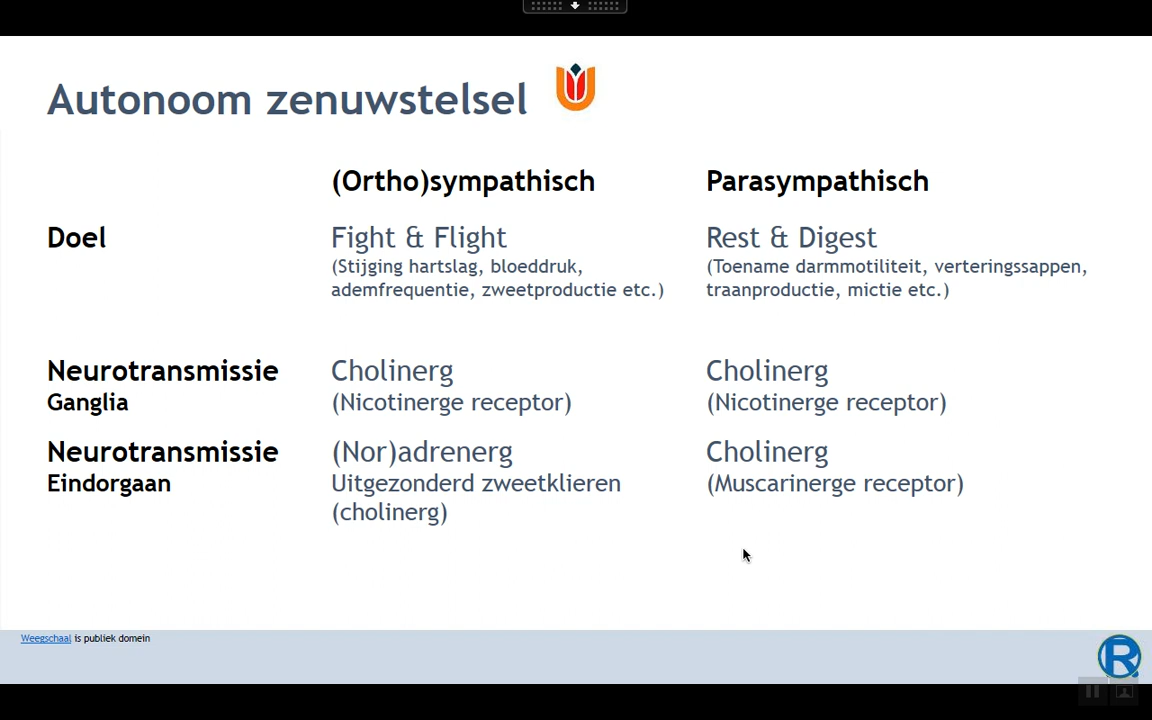 Autonoom zenuwstelsel
(Ortho)sympathisch
Parasympathisch
Doel
Fight & Flight
(Stijging hartslag, bloeddruk,
ademfrequentie, zweetproductie etc.)
Rest & Digest
(Toename darmmotiliteit, verteringssappen,
traanproductie, mictie etc.)
Neurotransmissie
Ganglia
Cholinerg
(Nicotinerge receptor)
Cholinerg
(Nicotinerge receptor)
Neurotransmissie
Eindorgaan
(Nor)adrenerg
Uitgezonderd zweetklieren
(cholinerg)
Cholinerg
(Muscarinerge receptor)
Weegschaal is publiek domein
R